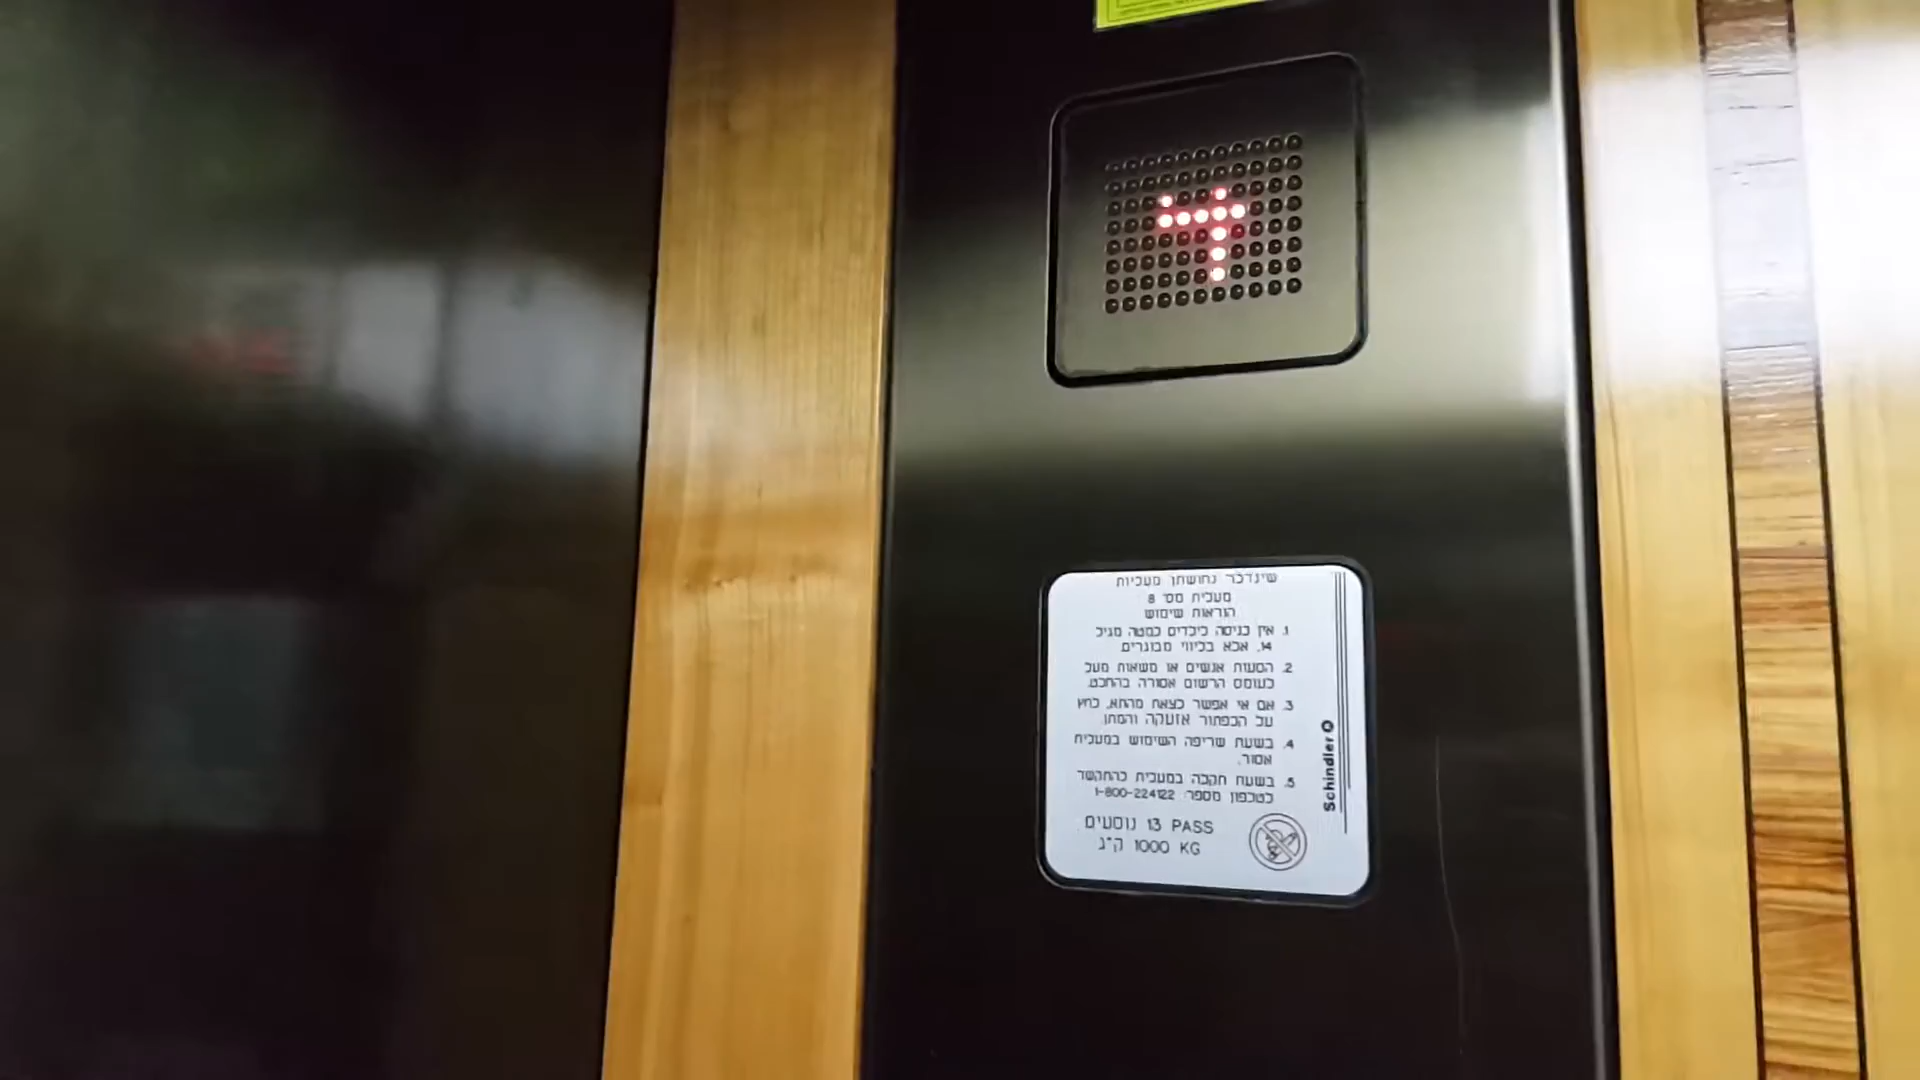 שינדלר נחושתן מעליות
מעלית מס' 8
הוראות שימוש
1. אין כניסה לילדים למטה מגיל
14, אלא בליווי מבוגרים.
2. הסעות אנשים או משאות מעל
לעומס הרשום אסורה בהחלט.
3. אם אי אפשר לצאת מהתא, לחץ
על הכפתור אזעקה והמתן.
4. בשעת שריפה השימוש במעלית
אסור.
5. בשעת תקלה במעלית להתקשר
לטלפון מספר: 1-800-224122
13 PASS נוסעים
1000 KG ק"ג
Schindler